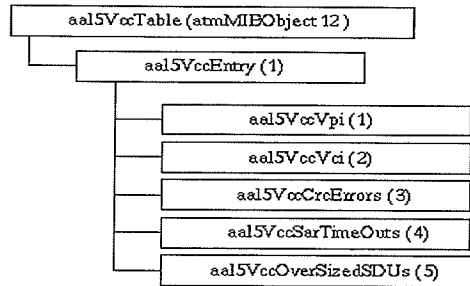 aal5VccTable (atmMIBObject 12 )
aal5VccEntry (1)
aal5VccVpi (1)
aal5VccVci (2)
aal5VccCrcErrors (3)
aal5VccSarTimeOuts (4)
aal5VccOverSizedSDUs (5)